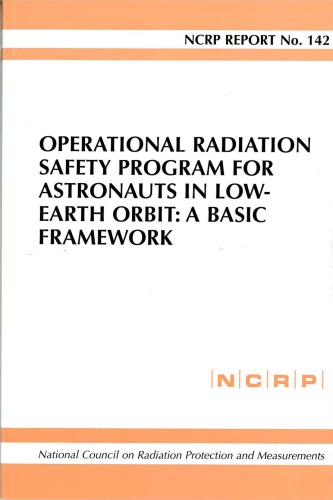 NCRP REPORT No. 142
OPERATIONAL RADIATION
SAFETY PROGRAM FOR
ASTRONAUTS IN LOW-
EARTH ORBIT: A BASIC
FRAMEWORK
N C R P
National Council on Radiation Protection and Measurements